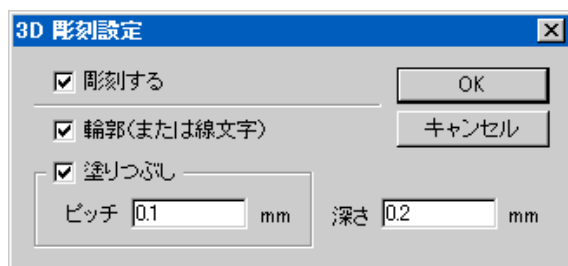 3D 彫刻設定
彫刻する
OK
輪郭(または線文字)
キャンセル
塗りつぶし
ピッチ 0.1 mm
深さ 0.2 mm